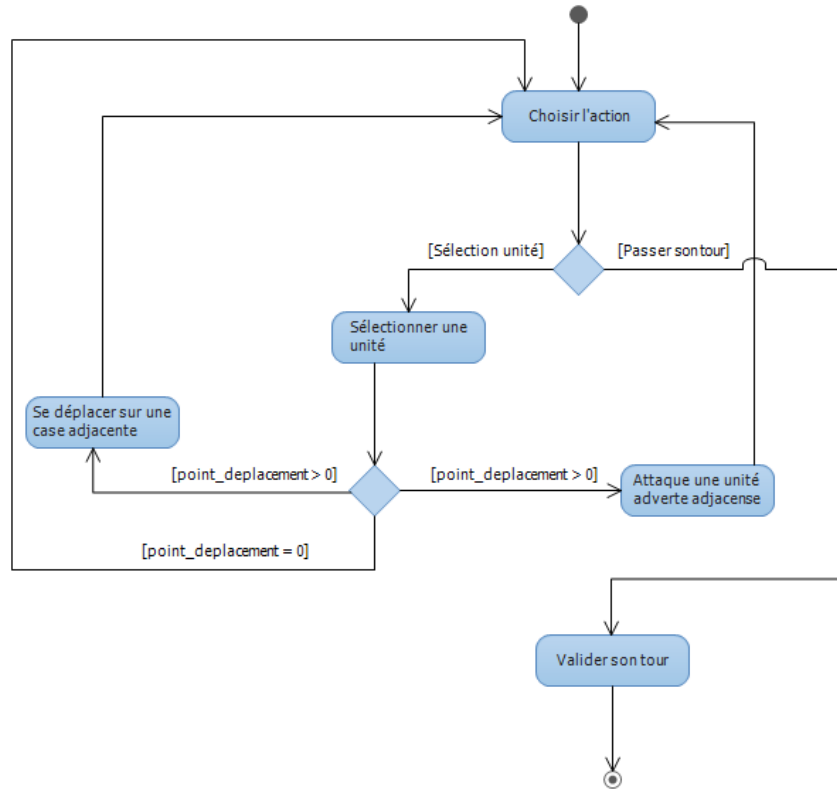 Choisir l'action
[Sélection unité]
[Passer son tour]
Sélectionner une
unité
Se déplacer sur une
case adjacente
[point_deplacement > 0]
[point_deplacement > 0]
Attaque une unité
adverte adjacense
[point_deplacement = 0]
Valider son tour